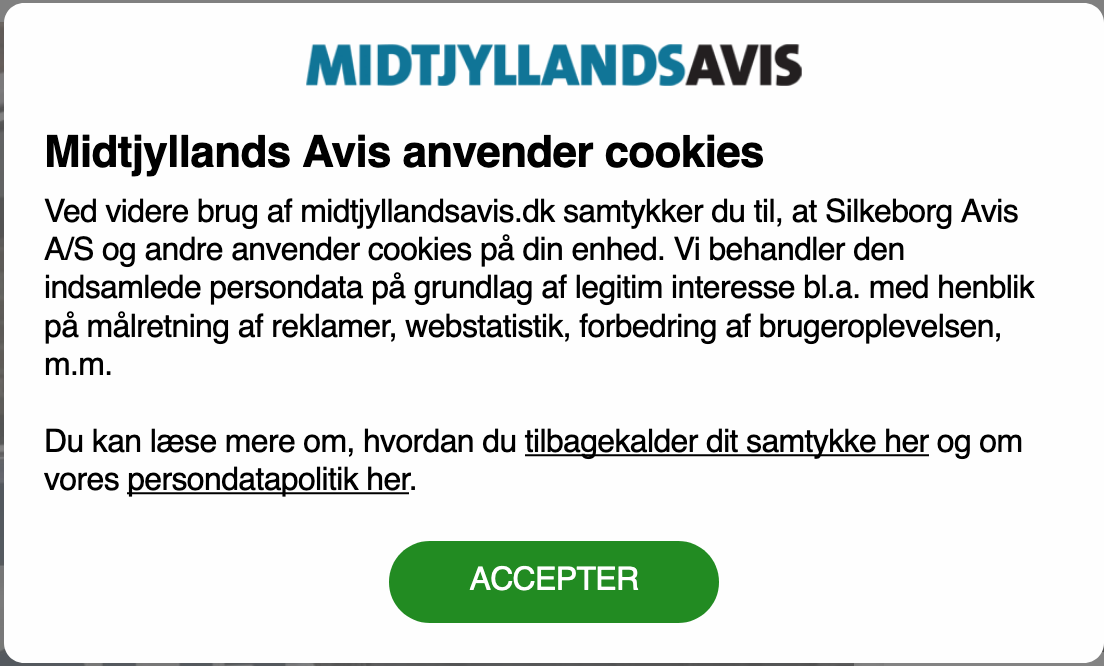 MIDTJYLLANDSAVIS
Midtjyllands Avis anvender cookies
Ved videre brug af midtjyllandsavis.dk samtykker du til, at Silkeborg Avis
A/S og andre anvender cookies på din enhed. Vi behandler den
indsamlede persondata på grundlag af legitim interesse bl.a. med henblik
på målretning af reklamer, webstatistik, forbedring af brugeroplevelsen,
m.m.
Du kan læse mere om, hvordan du tilbagekalder dit samtykke her og om
vores persondatapolitik her.
ACCEPTER